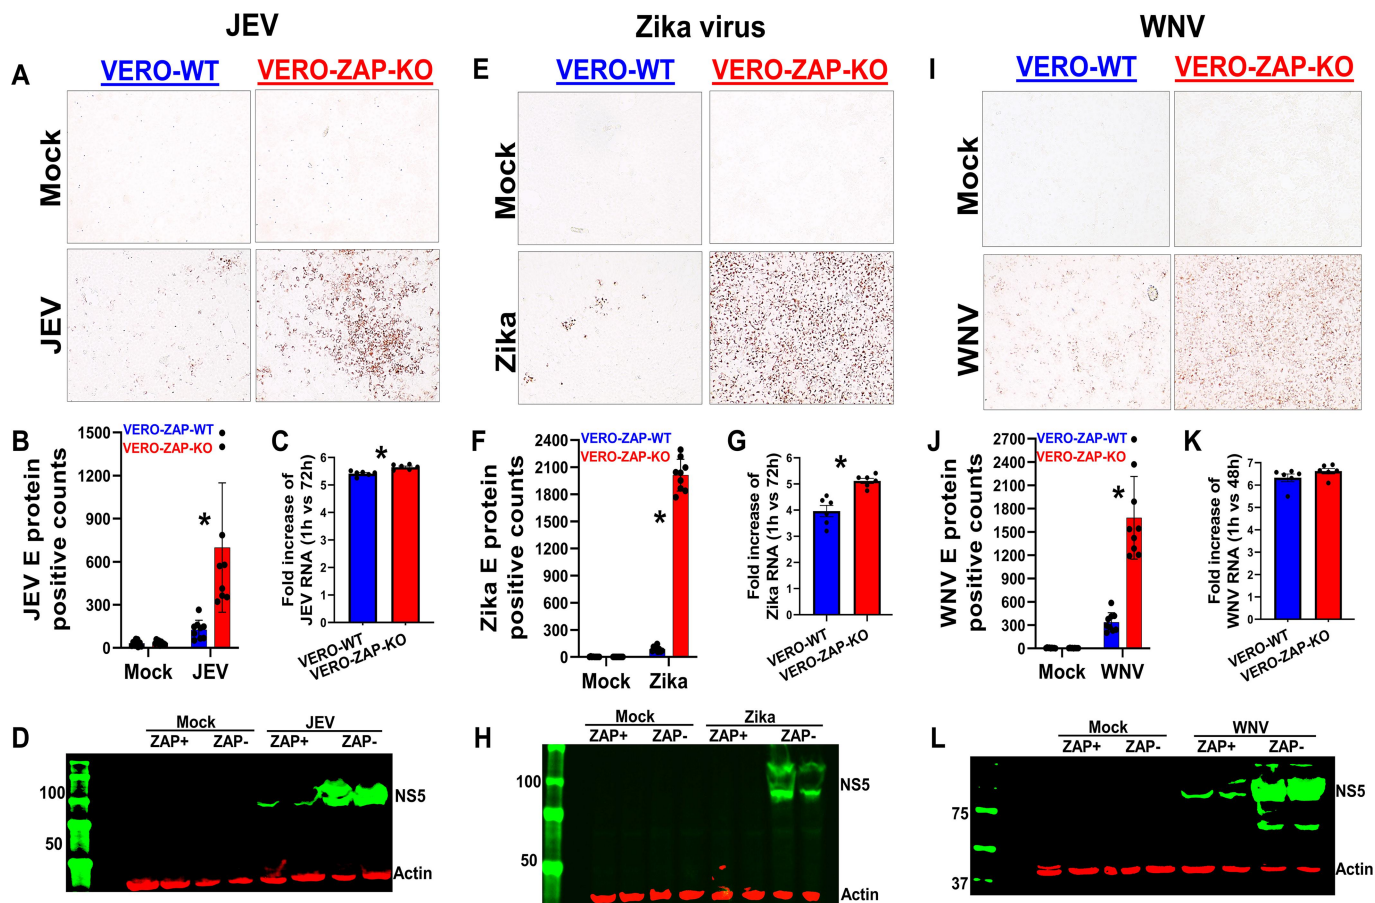 JEV
Zika virus
WNV
A
VERO-WT
VERO-ZAP-KO
E
VERO-WT
VERO-ZAP-KO
I
VERO-WT
VERO-ZAP-KO
Mock
Mock
Mock
JEV
Zika
WNV
B
JEV E protein
positive counts
1500
1200
900
600
300
0
VERO-ZAP-WT
VERO-ZAP-KO
*
Mock
JEV
C
Fold increase of
JEV RNA (1h vs 72h)
6
5
4
3
2
1
0
*
VERO-WT
VERO-ZAP-KO
F
Zika E protein
positive counts
2400
2100
1800
1500
1200
900
600
300
0
VERO-ZAP-WT
VERO-ZAP-KO
*
Mock
Zika
G
Fold increase of
Zika RNA (1h vs 72h)
6
5
4
3
2
1
0
*
VERO-WT
VERO-ZAP-KO
J
WNV E protein
positive counts
2700
2400
2100
1800
1500
1200
900
600
300
0
VERO-ZAP-WT
VERO-ZAP-KO
*
Mock
WNV
K
Fold increase of
WNV RNA (1h vs 48h)
7
6
5
4
3
2
1
0
VERO-WT
VERO-ZAP-KO
D
Mock
JEV
ZAP+
ZAP-
ZAP+
ZAP-
100
50
NS5
Actin
H
Mock
Zika
ZAP+
ZAP-
ZAP+
ZAP-
100
50
NS5
Actin
L
Mock
WNV
ZAP+
ZAP-
ZAP+
ZAP-
75
37
NS5
Actin